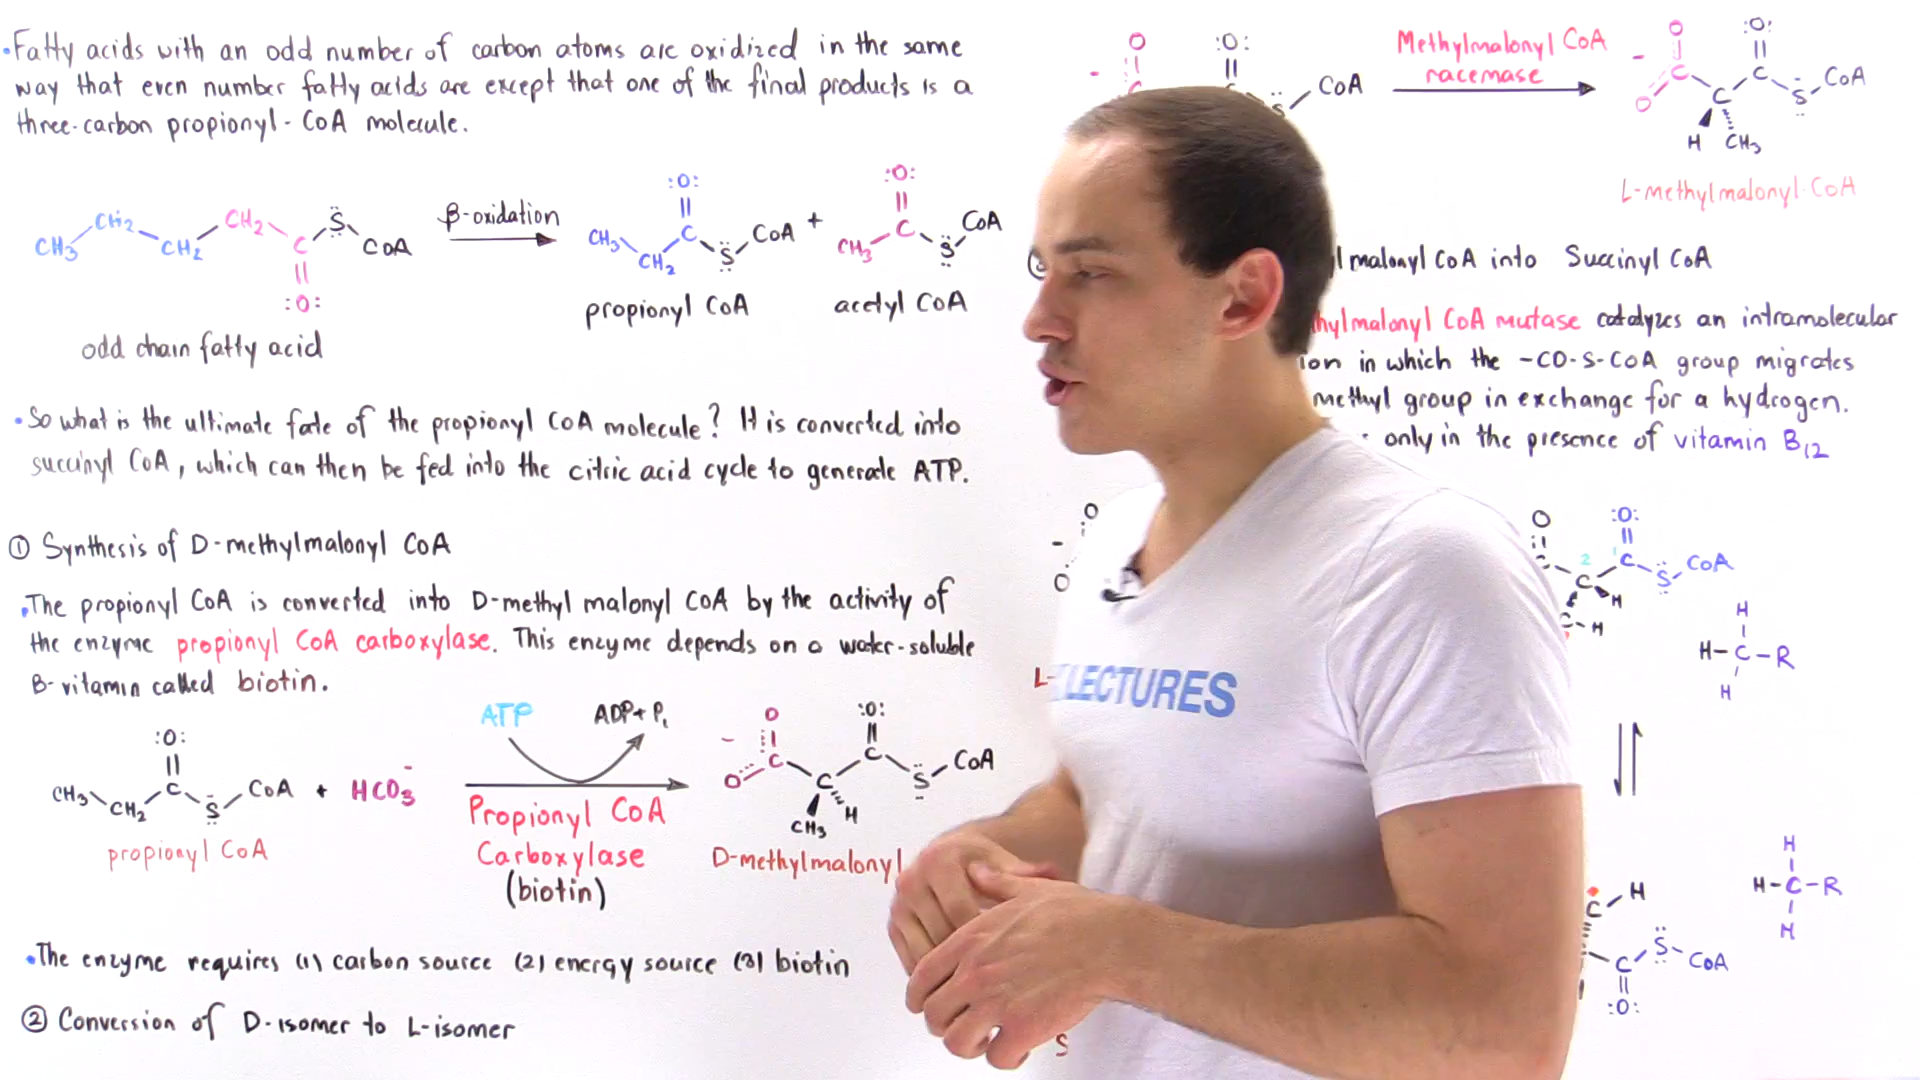 •Fatty acids with an odd number of carbon atoms are oxidized in the same
way that even number fatty acids are except that one of the final products is a
three-carbon propionyl-CoA molecule.
CH3 CH2 CH2 CH2 C S CoA
:O:
odd chain fatty acid
β-oxidation
:O:
CH3 CH2 C S CoA
propionyl CoA
+
:O:
CH3 C S CoA
acetyl CoA
•So what is the ultimate fate of the propionyl CoA molecule? It is converted into
succinyl CoA, which can then be fed into the citric acid cycle to generate ATP.
① Synthesis of D-methylmalonyl CoA
•The propionyl CoA is converted into D-methyl malonyl CoA by the activity of
the enzyme propionyl CoA carboxylase. This enzyme depends on a water-soluble
B-vitamin called biotin.
:O:
CH3 CH2 C S CoA + HCO3-
propionyl CoA
ATP ADP+Pi
Propionyl CoA
Carboxylase
(biotin)
O :O:
- O C C C S CoA
CH3 H
D-methylmalonyl
•The enzyme requires (1) carbon source (2) energy source (3) biotin
② Conversion of D-isomer to L-isomer
O :O:
- S CoA
Methylmalonyl CoA
racemase
O :O:
- O C C C S CoA
H CH3
L-methylmalonyl-CoA
l malonyl CoA into Succinyl CoA
hylmalonyl CoA mutase catalyzes an intramolecular
ion in which the -CO-S-CoA group migrates
methyl group in exchange for a hydrogen.
only in the presence of vitamin B12
O
-
O
L-
O :O:
C 2 C 1 C S CoA
H
C-H
H
H-C-R
H
C H
C S CoA
:O:
H
H-C-R
H
S
LECTURES